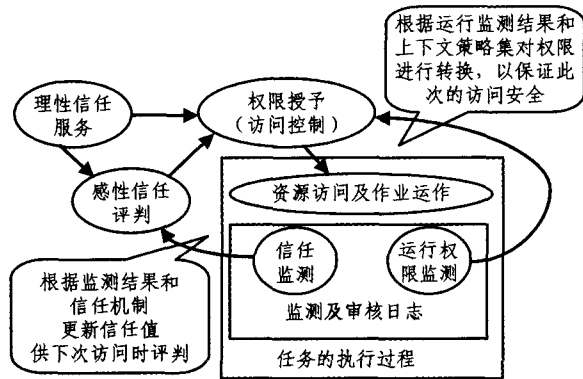 根据运行监测结果和
上下文策略集对权限
进行转换，以保证此
次的访问安全
理性信任
服务
权限授予
（访问控制）
感性信任
评判
资源访问及作业运作
信任
监测
运行权
限监测
监测及审核日志
任务的执行过程
根据监测结果和
信任机制
更新信任值
供下次访问时评判